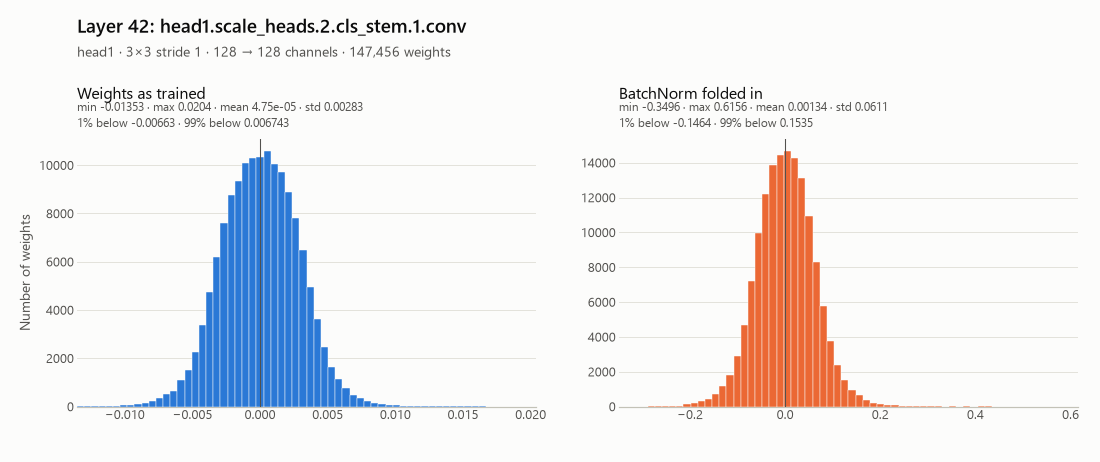 Layer 42: head1.scale_heads.2.cls_stem.1.conv
head1 · 3×3 stride 1 · 128 → 128 channels · 147,456 weights
Weights as trained
min -0.01353 · max 0.0204 · mean 4.75e-05 · std 0.00283
1% below -0.00663 · 99% below 0.006743
Number of weights
10000
8000
6000
4000
2000
0
−0.010 −0.005 0.000 0.005 0.010 0.015 0.020
BatchNorm folded in
min -0.3496 · max 0.6156 · mean 0.00134 · std 0.0611
1% below -0.1464 · 99% below 0.1535
14000
12000
10000
8000
6000
4000
2000
0
−0.2 0.0 0.2 0.4 0.6